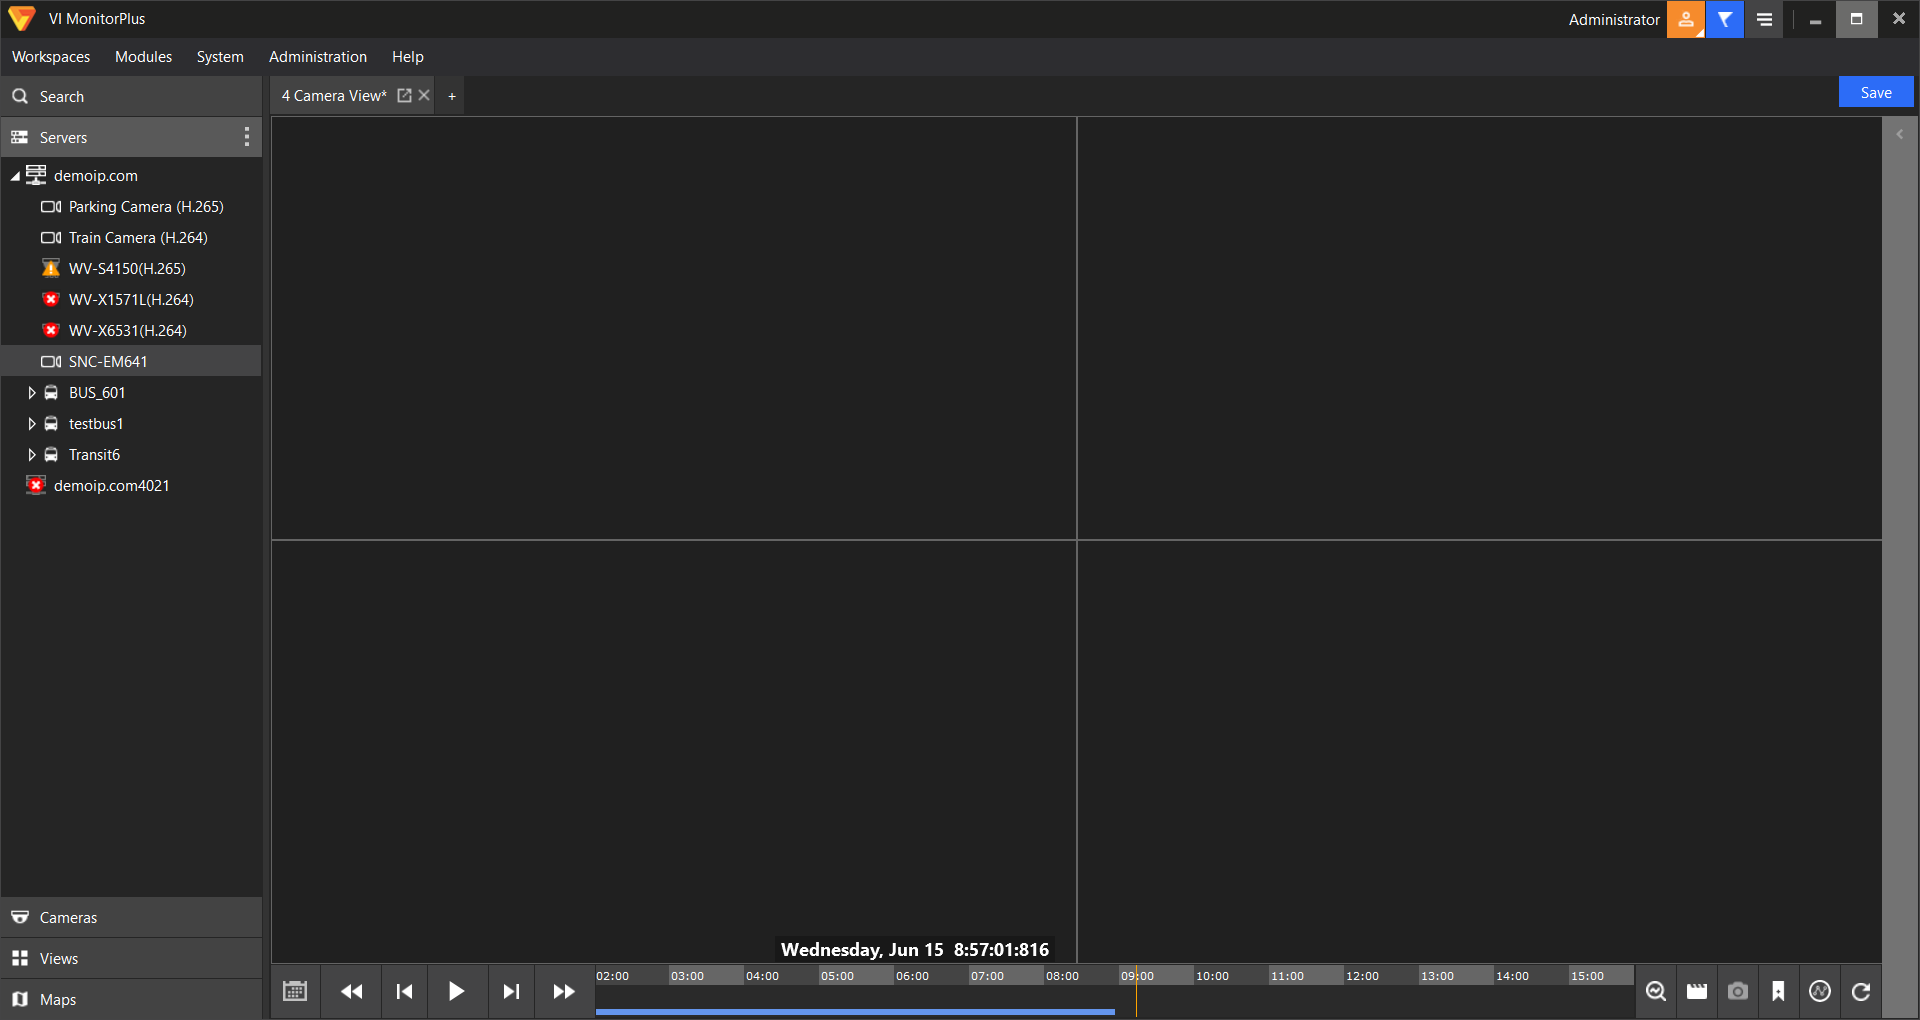 VI MonitorPlus
Administrator
Workspaces Modules System Administration Help
Search
4 Camera View* +
Save
Servers
demoip.com
Parking Camera (H.265)
Train Camera (H.264)
WV-S4150(H.265)
WV-X1571L(H.264)
WV-X6531(H.264)
SNC-EM641
BUS_601
testbus1
Transit6
demoip.com4021
Cameras
Views
Maps
Wednesday, Jun 15 8:57:01:816
02:00 03:00 04:00 05:00 06:00 07:00 08:00 09:00 10:00 11:00 12:00 13:00 14:00 15:00